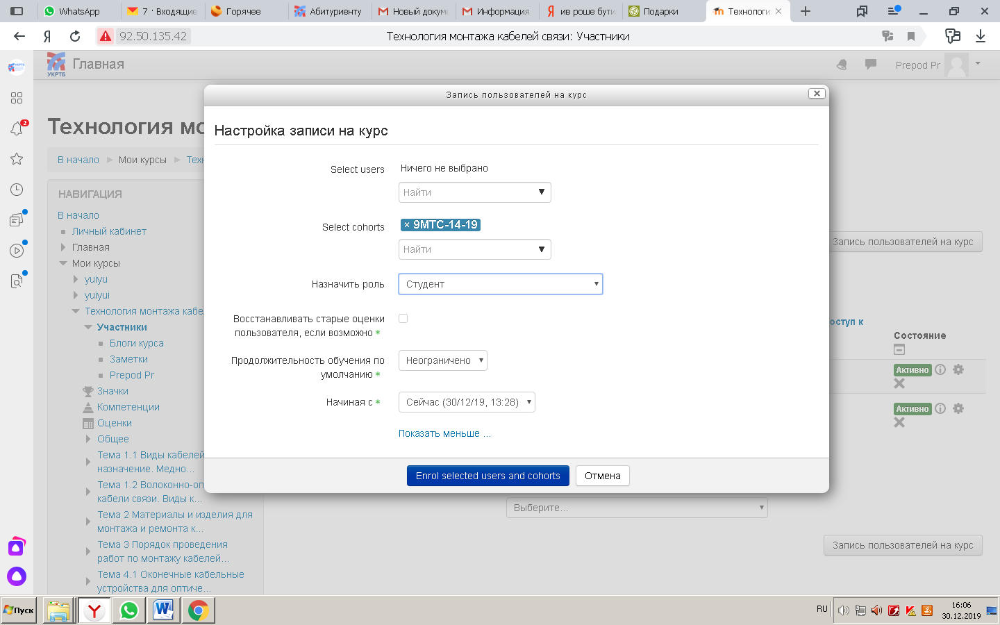 WhatsApp
7 · Входящие
Горячее
Абитуриенту
Новый докум
Информация
ив роше бути
Подарки
Технологи
92.50.135.42
Технология монтажа кабелей связи: Участники
УКРТБ
Главная
Prepod Pr
2
Запись пользователей на курс
Технология мо
Настройка записи на курс
В начало
Мои курсы
Техн
Select users
Ничего не выбрано
Найти
НАВИГАЦИЯ
В начало
Личный кабинет
Главная
Мои курсы
yuiyu
yuiyui
Технология монтажа кабе
Участники
Блоги курса
Заметки
Prepod Pr
Значки
Компетенции
Оценки
Общее
Тема 1.1 Виды кабелей
назначение. Медно...
Тема 1.2 Волоконно-оп
кабели связи. Виды к...
Тема 2 Материалы и изделия для
монтажа и ремонта к...
Тема 3 Порядок проведения
работ по монтажу кабелей...
Тема 4.1 Оконечные кабельные
устройства для оптиче...
Select cohorts
× 9МТС-14-19
Найти
Назначить роль
Студент
Восстанавливать старые оценки
пользователя, если возможно *
Продолжительность обучения по
умолчанию *
Неограничено
Начиная с *
Сейчас (30/12/19, 13:28)
Показать меньше ...
Enrol selected users and cohorts
Отмена
Запись пользователей на курс
оступ к
Состояние
Активно
Активно
Выберите...
Запись пользователей на курс
Пуск
RU
16:06
30.12.2019